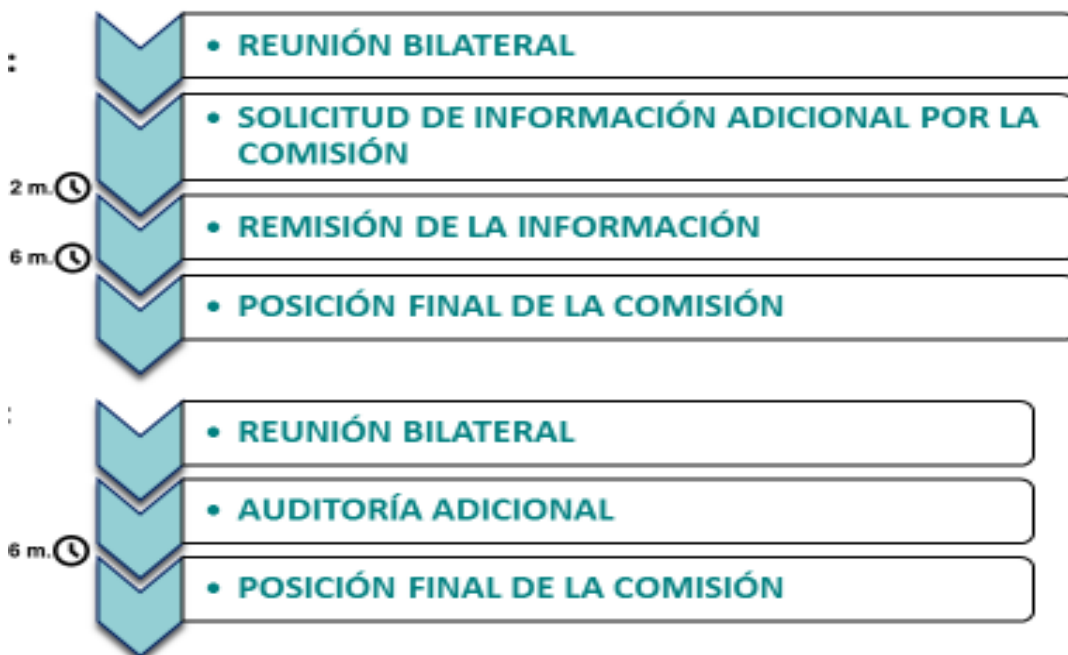 :
• REUNIÓN BILATERAL
• SOLICITUD DE INFORMACIÓN ADICIONAL POR LA
COMISIÓN
2 m.
• REMISIÓN DE LA INFORMACIÓN
6 m.
• POSICIÓN FINAL DE LA COMISIÓN
:
• REUNIÓN BILATERAL
• AUDITORÍA ADICIONAL
6 m.
• POSICIÓN FINAL DE LA COMISIÓN